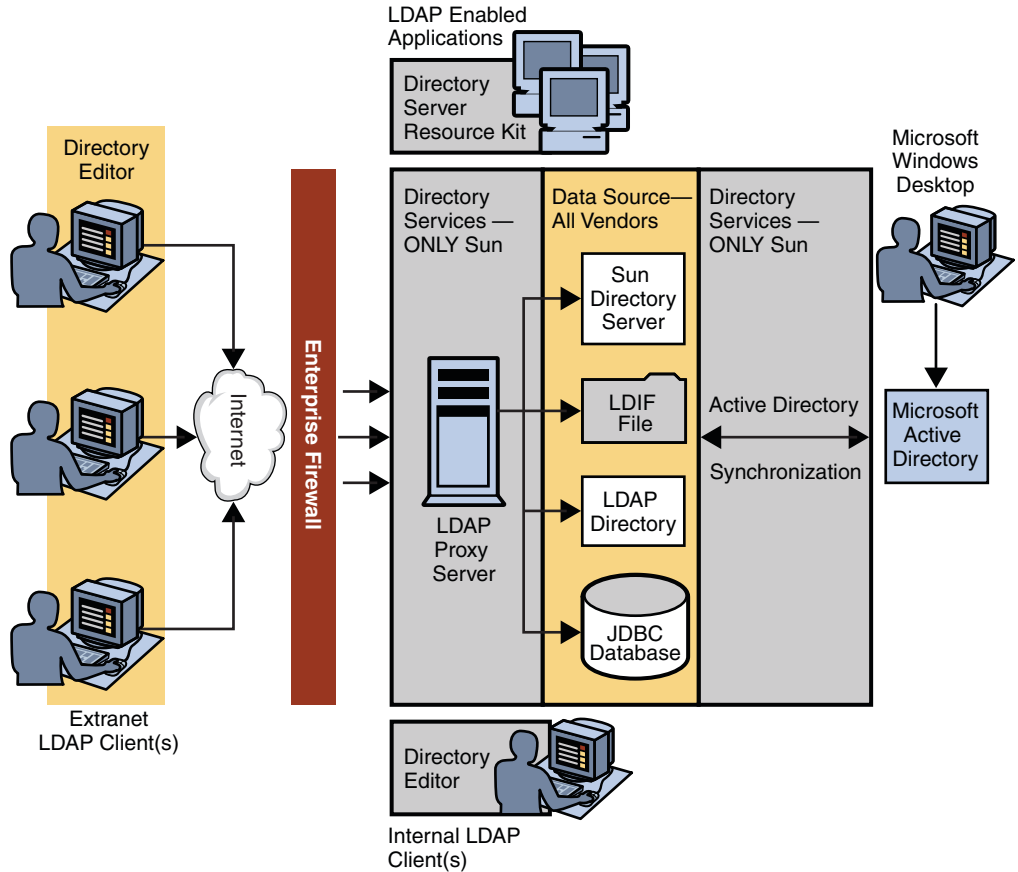 LDAP Enabled
Applications
Directory
Server
Resource Kit
Directory
Editor
Extranet
LDAP Client(s)
Internet
Enterprise Firewall
Directory
Services —
ONLY Sun
LDAP
Proxy
Server
Data Source—
All Vendors
Sun
Directory
Server
LDIF
File
LDAP
Directory
JDBC
Database
Directory
Services —
ONLY Sun
Active Directory
Synchronization
Microsoft
Windows
Desktop
Microsoft
Active
Directory
Directory
Editor
Internal LDAP
Client(s)